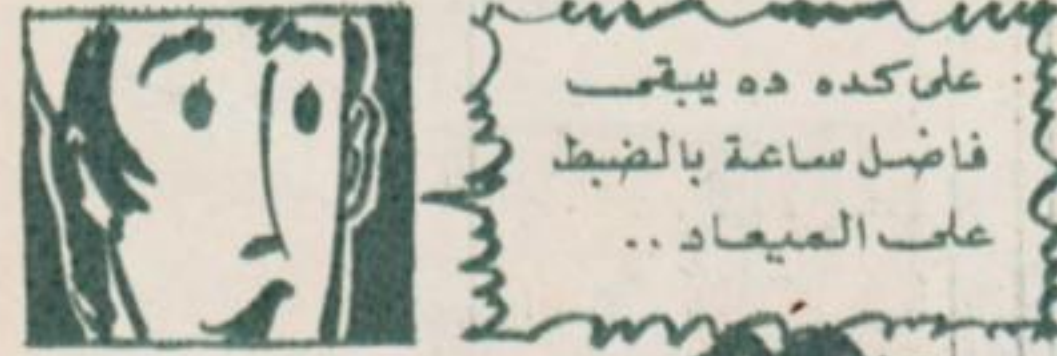 على كده ده يبقى
فاضل ساعة بالضبط
على الميعاد ..